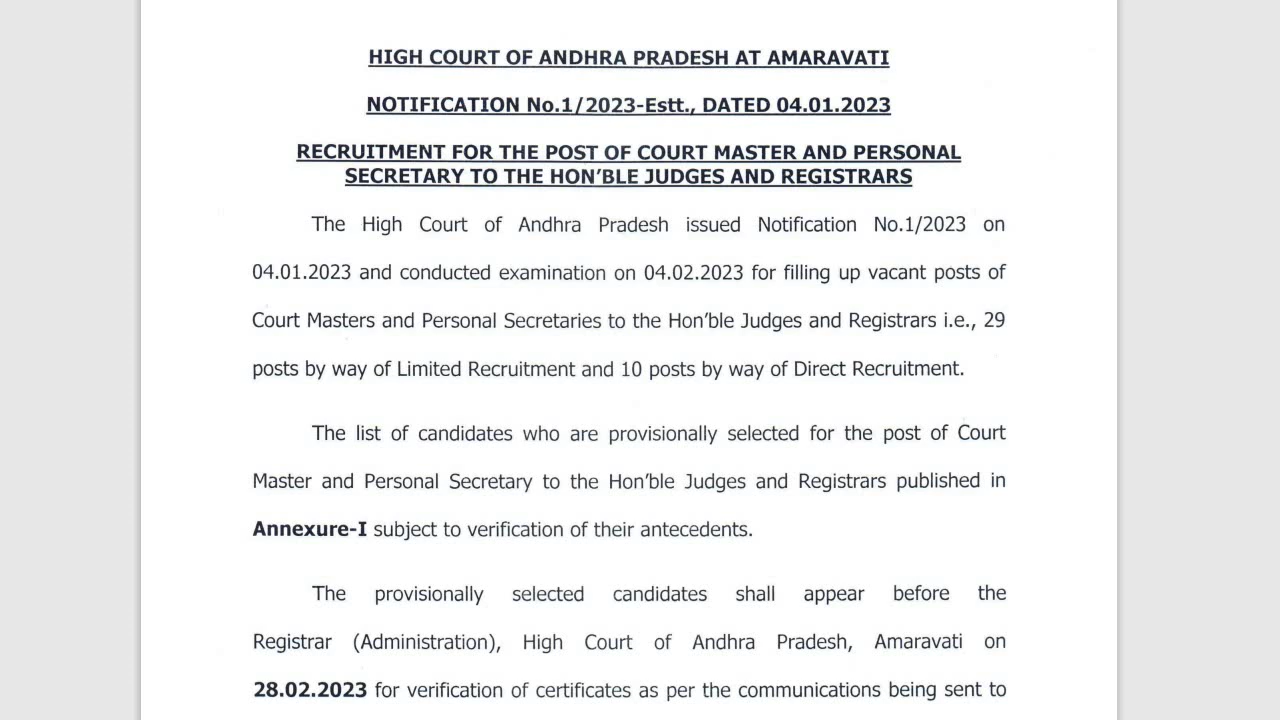 HIGH COURT OF ANDHRA PRADESH AT AMARAVATI
NOTIFICATION No.1/2023-Estt., DATED 04.01.2023
RECRUITMENT FOR THE POST OF COURT MASTER AND PERSONAL
SECRETARY TO THE HON'BLE JUDGES AND REGISTRARS
The High Court of Andhra Pradesh issued Notification No.1/2023 on
04.01.2023 and conducted examination on 04.02.2023 for filling up vacant posts of
Court Masters and Personal Secretaries to the Hon'ble Judges and Registrars i.e., 29
posts by way of Limited Recruitment and 10 posts by way of Direct Recruitment.
The list of candidates who are provisionally selected for the post of Court
Master and Personal Secretary to the Hon'ble Judges and Registrars published in
Annexure-I subject to verification of their antecedents.
The provisionally selected candidates shall appear before the
Registrar (Administration), High Court of Andhra Pradesh, Amaravati on
28.02.2023 for verification of certificates as per the communications being sent to